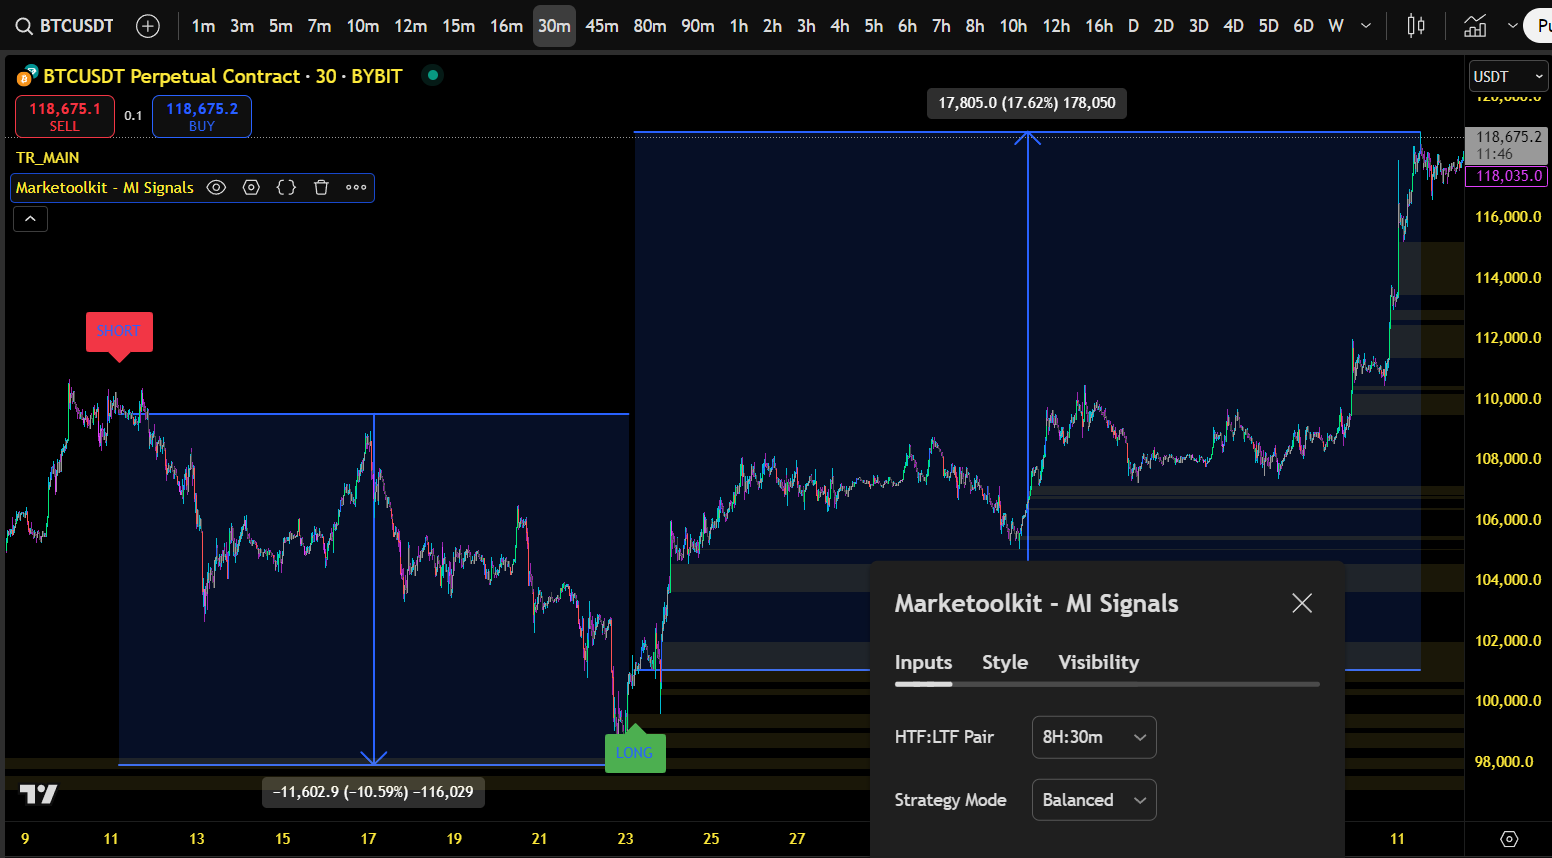 BTCUSDT 1m 3m 5m 7m 10m 12m 15m 16m 30m 45m 80m 90m 1h 2h 3h 4h 5h 6h 7h 8h 10h 12h 16h D 2D 3D 4D 5D 6D W
BTCUSDT Perpetual Contract · 30 · BYBIT
USDT
118,675.1
SELL
0.1
118,675.2
BUY
17,805.0 (17.62%) 178,050
118,675.2
11:46
118,035.0
TR_MAIN
Marketoolkit - MI Signals
116,000.0
114,000.0
112,000.0
110,000.0
108,000.0
106,000.0
104,000.0
102,000.0
100,000.0
98,000.0
SHORT
LONG
−11,602.9 (−10.59%) −116,029
Marketoolkit - MI Signals
Inputs Style Visibility
HTF:LTF Pair 8H:30m
Strategy Mode Balanced
9 11 13 15 17 19 21 23 25 27 11